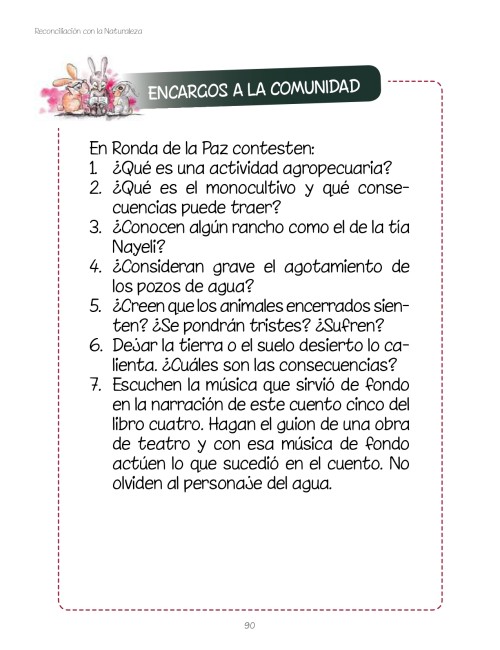 Reconciliación con la Naturaleza
ENCARGOS A LA COMUNIDAD
En Ronda de la Paz contesten:
1. ¿Qué es una actividad agropecuaria?
2. ¿Qué es el monocultivo y qué conse-
cuencias puede traer?
3. ¿Conocen algún rancho como el de la tía
Nayeli?
4. ¿Consideran grave el agotamiento de
los pozos de agua?
5. ¿Creen que los animales encerrados sien-
ten? ¿Se pondrán tristes? ¿Sufren?
6. Dejar la tierra o el suelo desierto lo ca-
lienta. ¿Cuáles son las consecuencias?
7. Escuchen la música que sirvió de fondo
en la narración de este cuento cinco del
libro cuatro. Hagan el guion de una obra
de teatro y con esa música de fondo
actúen lo que sucedió en el cuento. No
olviden al personaje del agua.
90